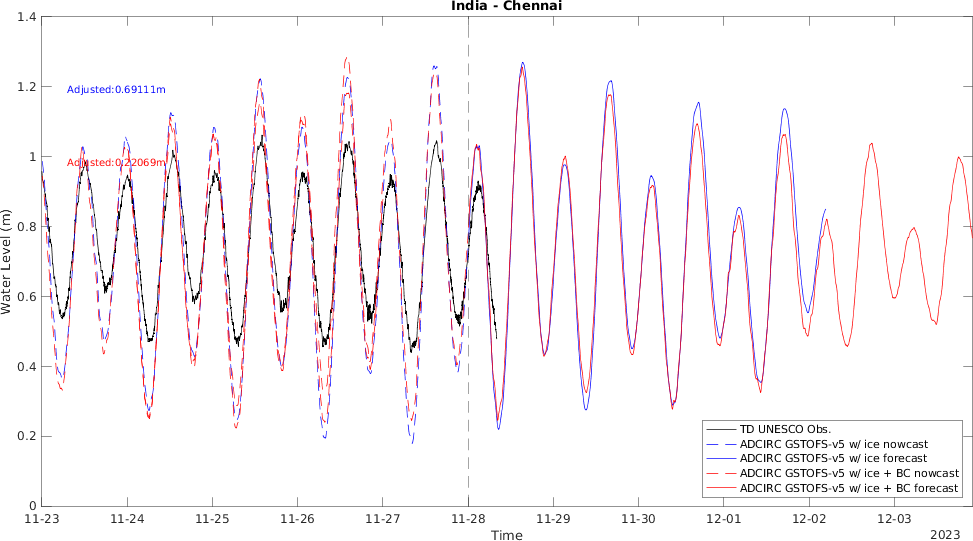 India - Chennai
1.4
1.2
1
0.8
0.6
0.4
0.2
0
Water Level (m)
Adjusted:0.69111m
Adjusted:0.22069m
TD UNESCO Obs.
ADCIRC GSTOFS-v5 w/ ice nowcast
ADCIRC GSTOFS-v5 w/ ice forecast
ADCIRC GSTOFS-v5 w/ ice + BC nowcast
ADCIRC GSTOFS-v5 w/ ice + BC forecast
11-23 11-24 11-25 11-26 11-27 11-28 11-29 11-30 12-01 12-02 12-03
Time
2023